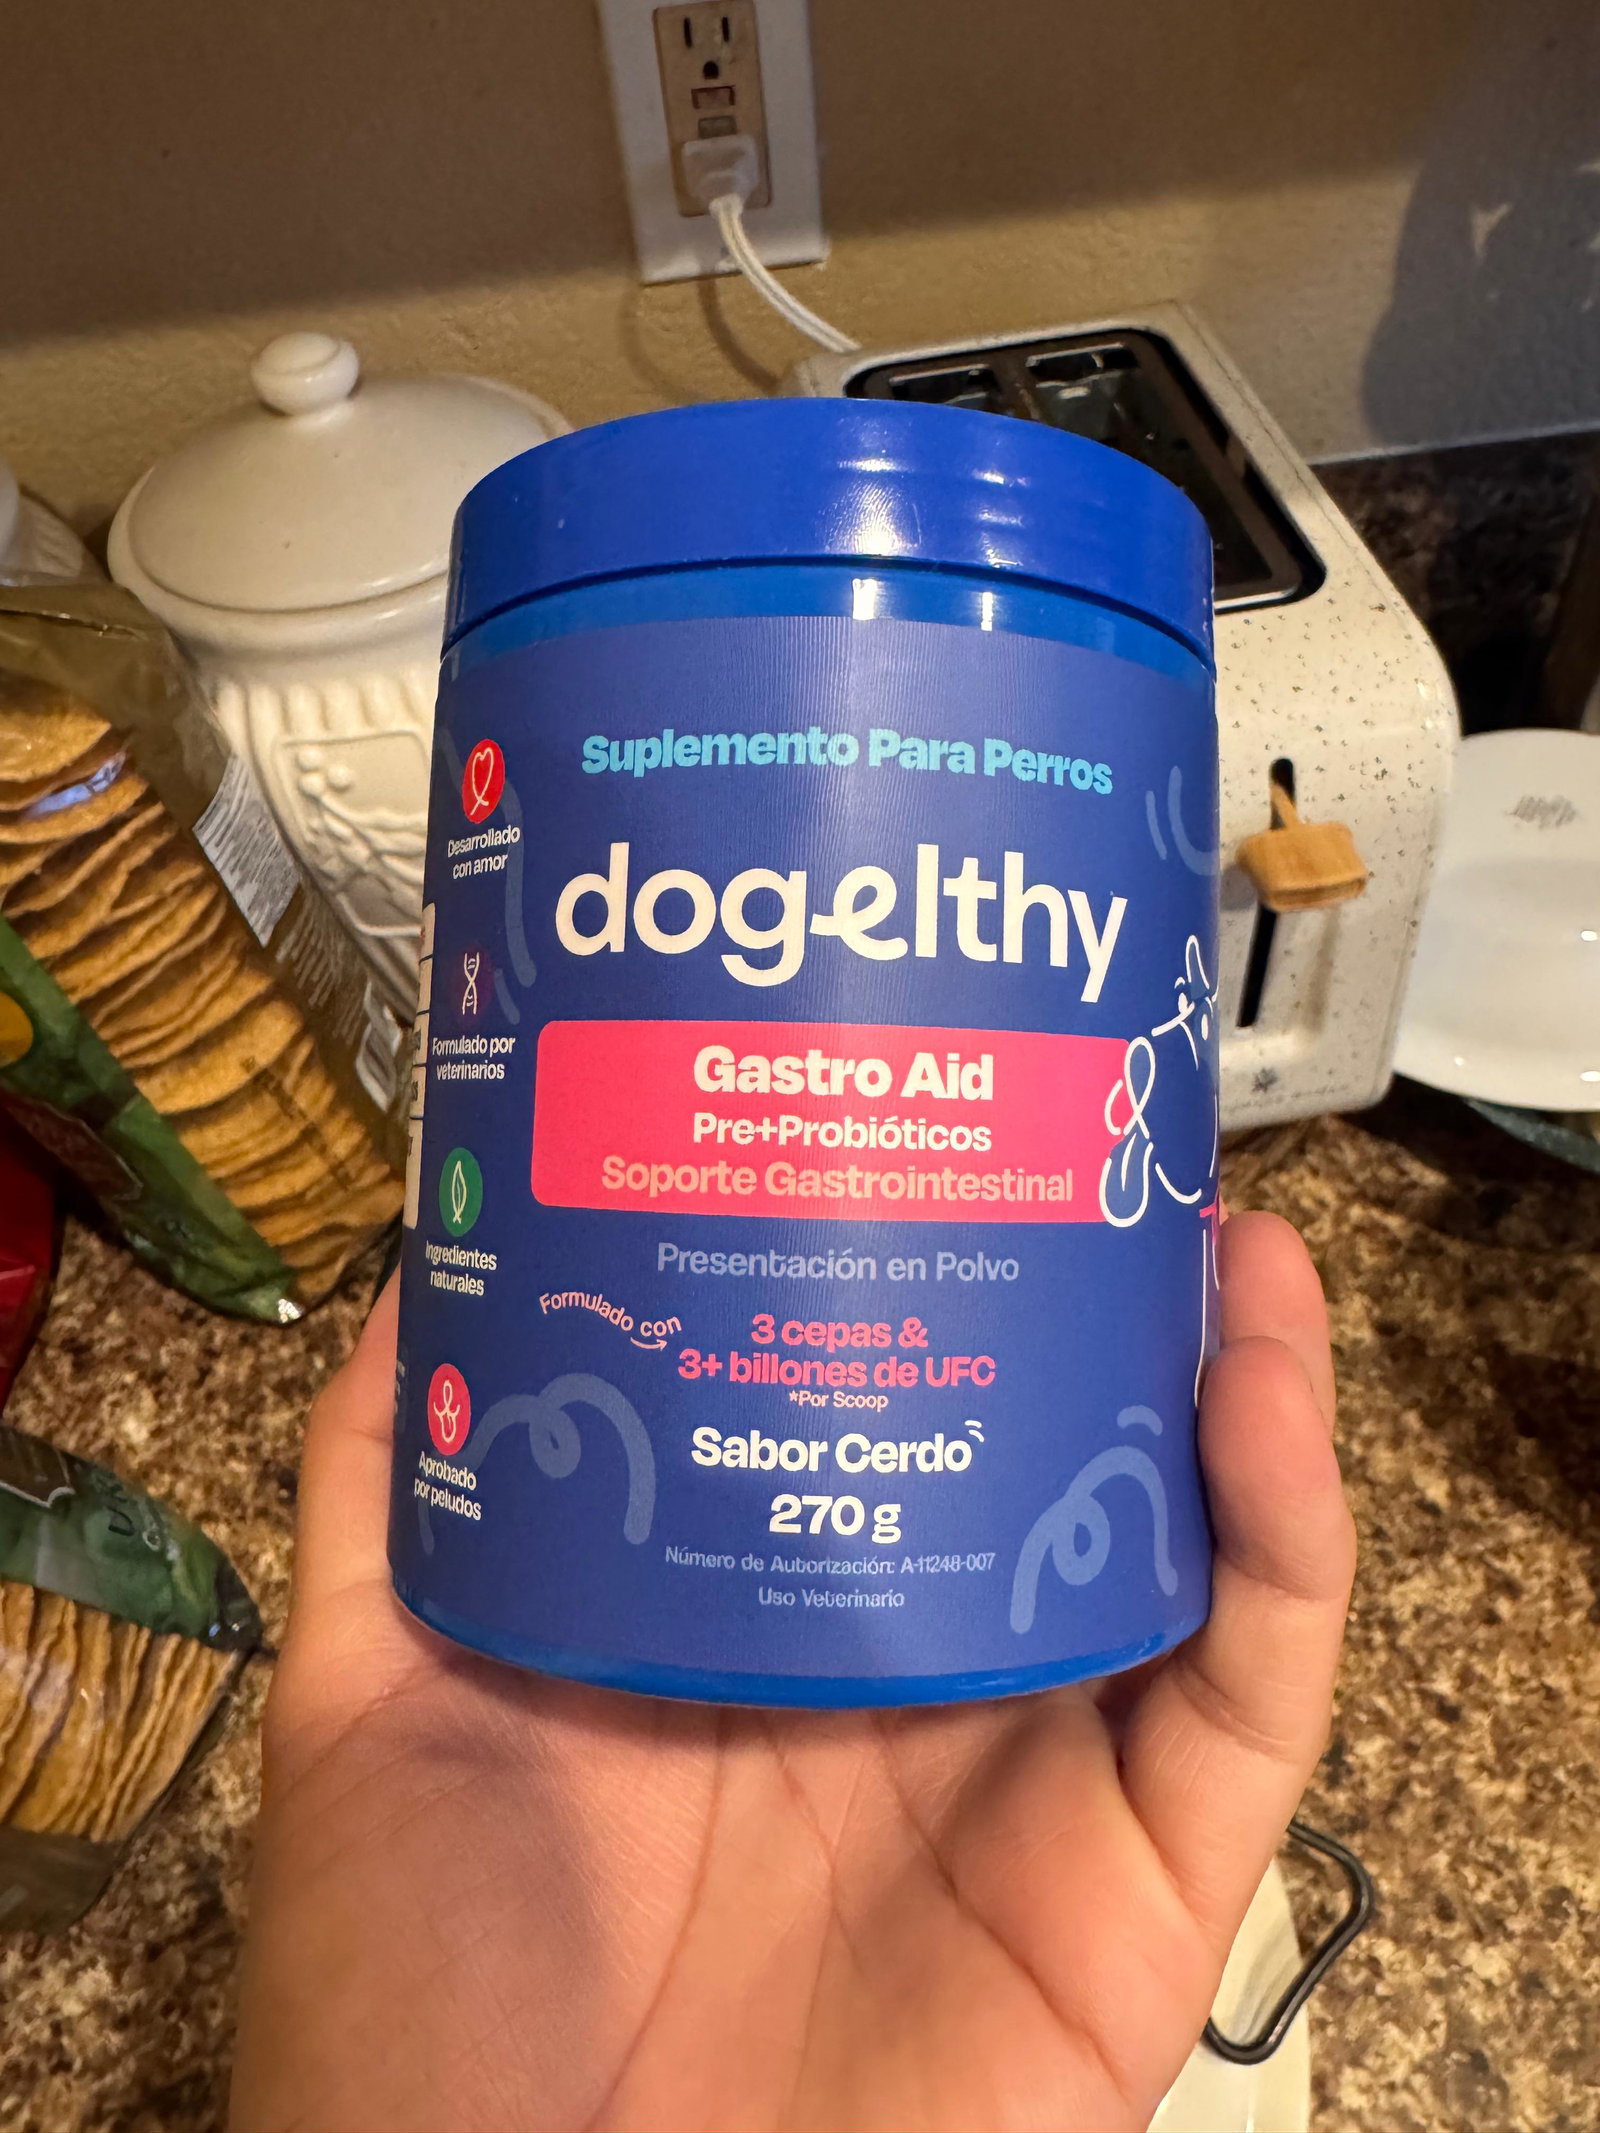 Suplemento Para Perros
dogelthy
Gastro Aid
Pre+Probióticos
Soporte Gastrointestinal
Presentación en Polvo
Formulado con
3 cepas &
3+ billones de UFC
*Por Scoop
Sabor Cerdo
270 g
Número de Autorización: A-11248-007
Uso Veterinario
Desarrollado
con amor
Formulado por
veterinarios
Ingredientes
naturales
Aprobado
por peludos